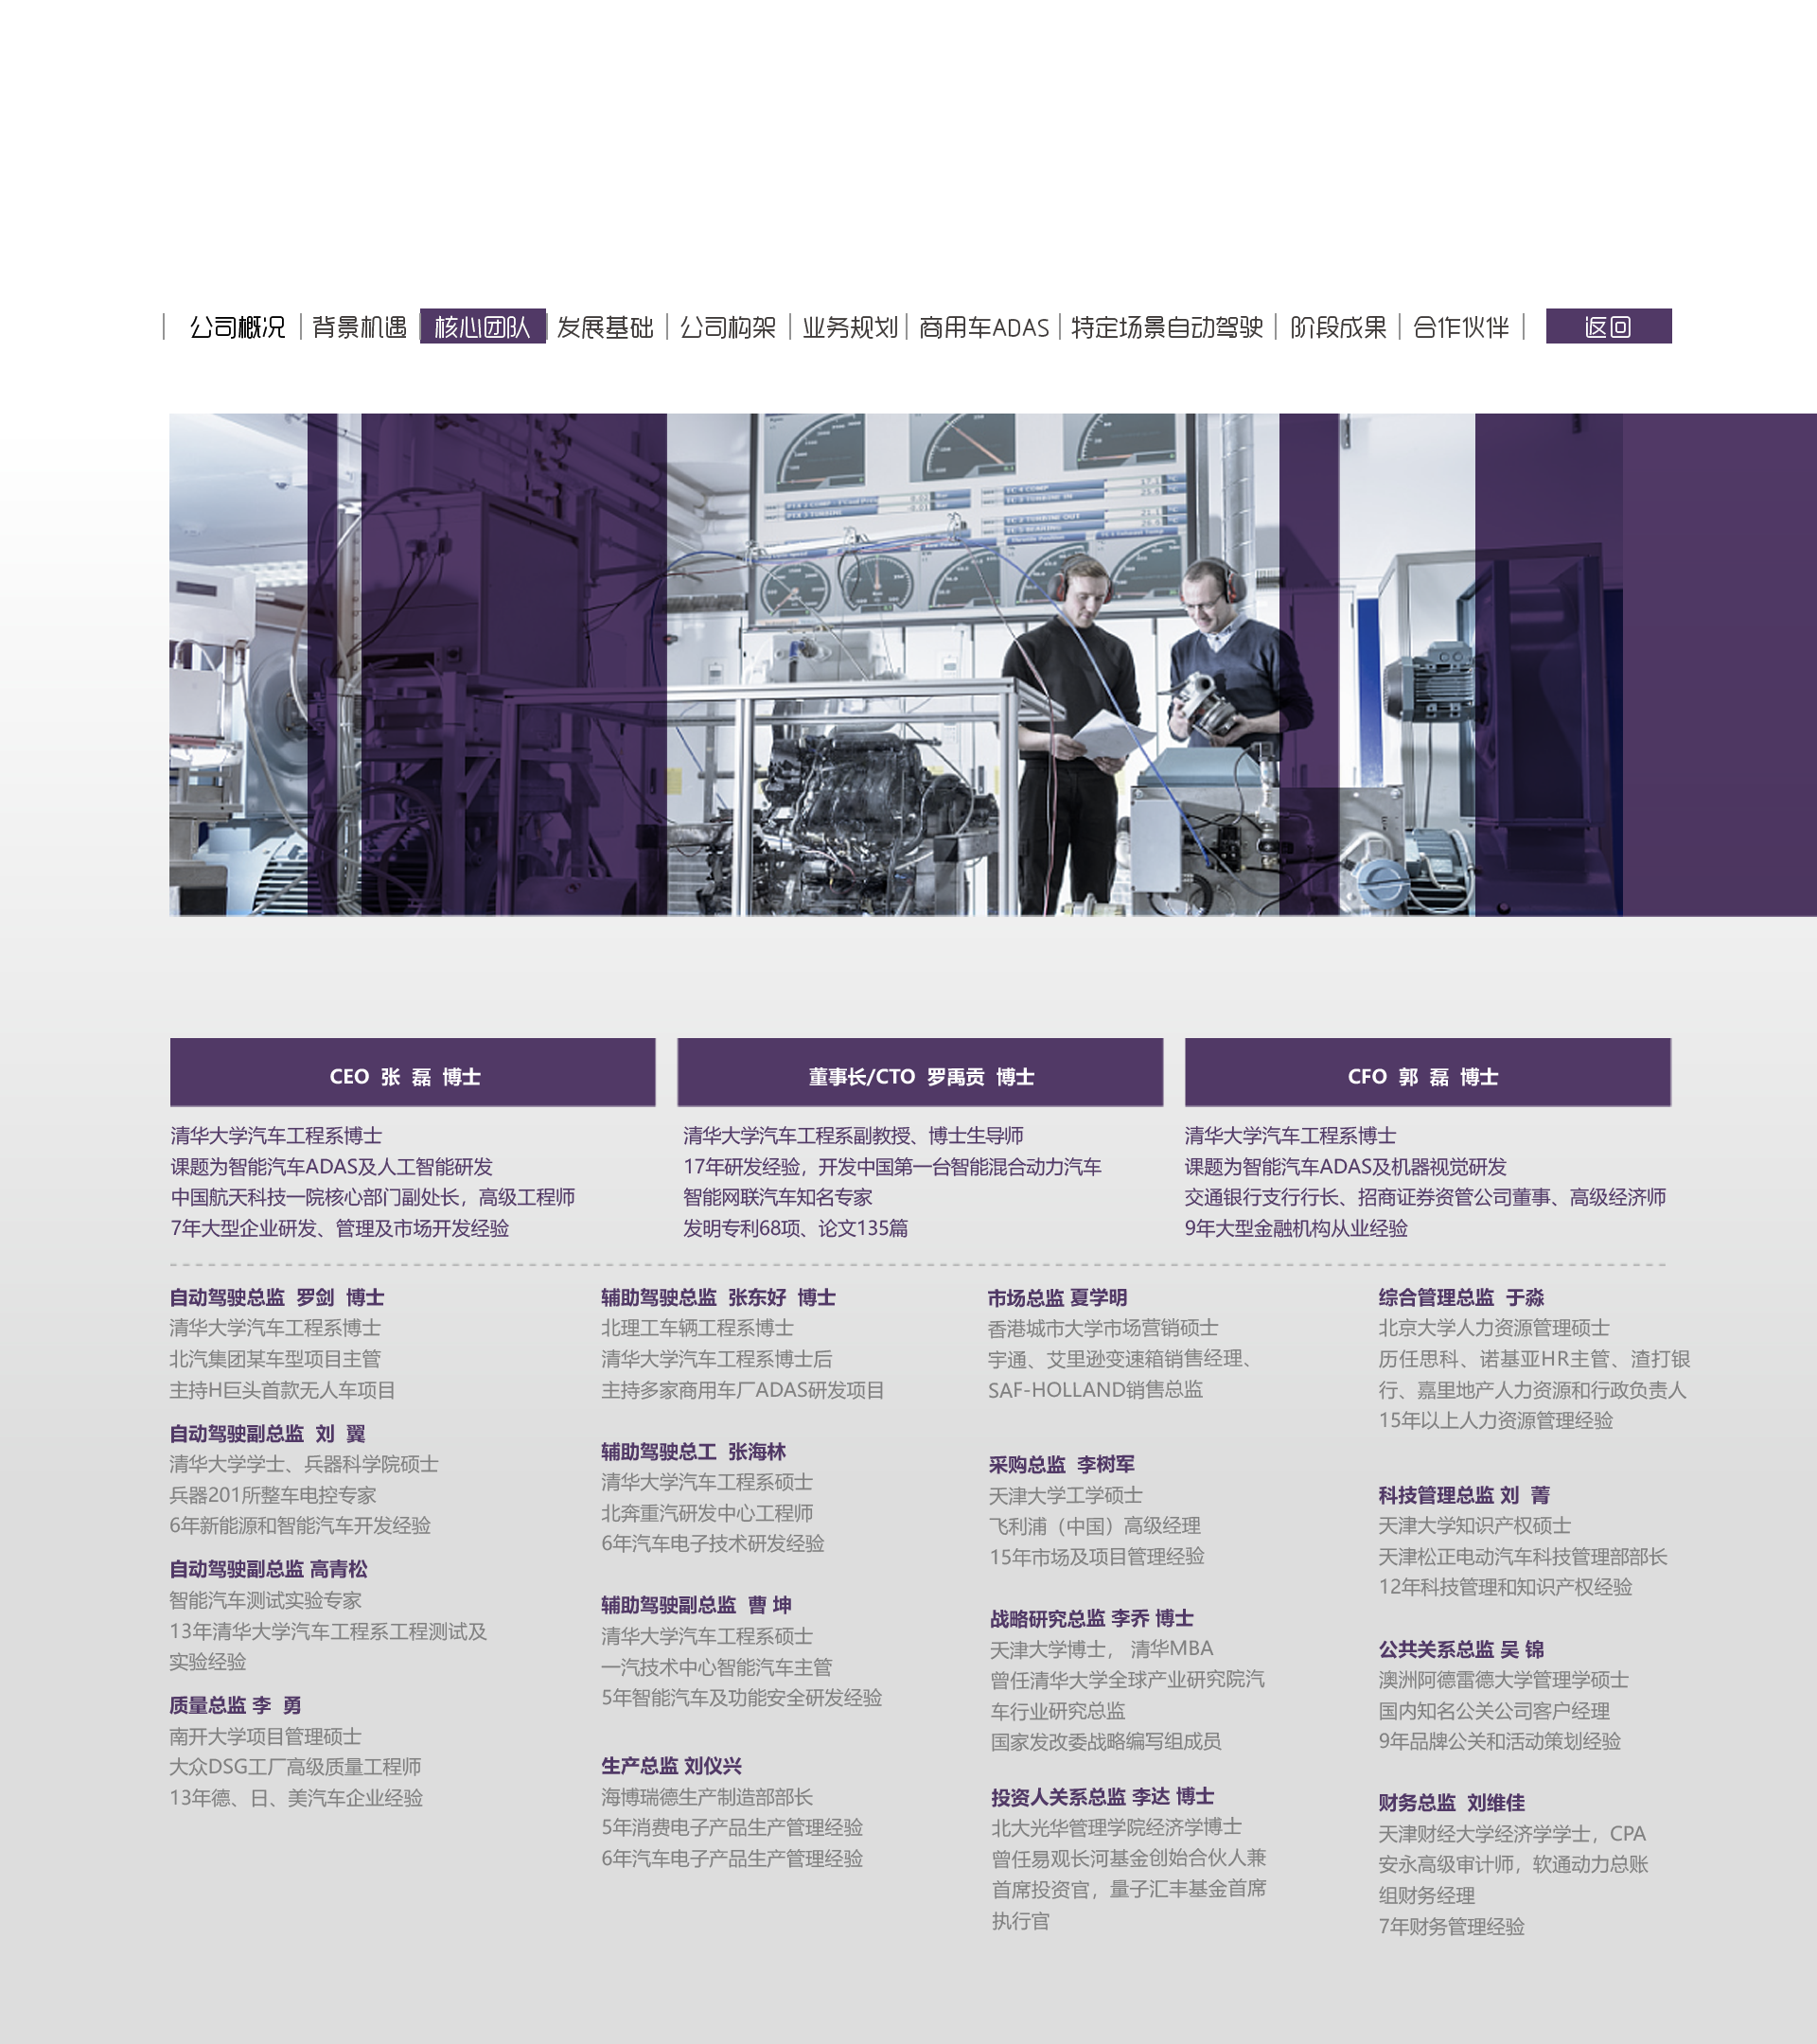 公司概况 背景机遇 核心团队 发展基础 公司构架 业务规划 商用车ADAS 特定场景自动驾驶 阶段成果 合作伙伴 返回
CEO 张 磊 博士
清华大学汽车工程系博士
课题为智能汽车ADAS及人工智能研发
中国航天科技一院核心部门副处长，高级工程师
7年大型企业研发、管理及市场开发经验
董事长/CTO 罗禹贡 博士
清华大学汽车工程系副教授、博士生导师
17年研发经验，开发中国第一台智能混合动力汽车
智能网联汽车知名专家
发明专利68项、论文135篇
CFO 郭 磊 博士
清华大学汽车工程系博士
课题为智能汽车ADAS及机器视觉研发
交通银行支行行长、招商证券资管公司董事、高级经济师
9年大型金融机构从业经验
自动驾驶总监 罗剑 博士
清华大学汽车工程系博士
北汽集团某车型项目主管
主持H巨头首款无人车项目
自动驾驶副总监 刘 翼
清华大学学士、兵器科学院硕士
兵器201所整车电控专家
6年新能源和智能汽车开发经验
自动驾驶副总监 高青松
智能汽车测试实验专家
13年清华大学汽车工程系工程测试及
实验经验
质量总监 李 勇
南开大学项目管理硕士
大众DSG工厂高级质量工程师
13年德、日、美汽车企业经验
辅助驾驶总监 张东好 博士
北理工车辆工程系博士
清华大学汽车工程系博士后
主持多家商用车厂ADAS研发项目
辅助驾驶总工 张海林
清华大学汽车工程系硕士
北奔重汽研发中心工程师
6年汽车电子技术研发经验
辅助驾驶副总监 曹 坤
清华大学汽车工程系硕士
一汽技术中心智能汽车主管
5年智能汽车及功能安全研发经验
生产总监 刘仪兴
海博瑞德生产制造部部长
5年消费电子产品生产管理经验
6年汽车电子产品生产管理经验
市场总监 夏学明
香港城市大学市场营销硕士
宇通、艾里逊变速箱销售经理、
SAF-HOLLAND销售总监
采购总监 李树军
天津大学工学硕士
飞利浦（中国）高级经理
15年市场及项目管理经验
战略研究总监 李乔 博士
天津大学博士， 清华MBA
曾任清华大学全球产业研究院汽
车行业研究总监
国家发改委战略编写组成员
投资人关系总监 李达 博士
北大光华管理学院经济学博士
曾任易观长河基金创始合伙人兼
首席投资官，量子汇丰基金首席
执行官
综合管理总监 于淼
北京大学人力资源管理硕士
历任思科、诺基亚HR主管、渣打银
行、嘉里地产人力资源和行政负责人
15年以上人力资源管理经验
科技管理总监 刘 菁
天津大学知识产权硕士
天津松正电动汽车科技管理部部长
12年科技管理和知识产权经验
公共关系总监 吴 锦
澳洲阿德雷德大学管理学硕士
国内知名公关公司客户经理
9年品牌公关和活动策划经验
财务总监 刘维佳
天津财经大学经济学学士，CPA
安永高级审计师，软通动力总账
组财务经理
7年财务管理经验